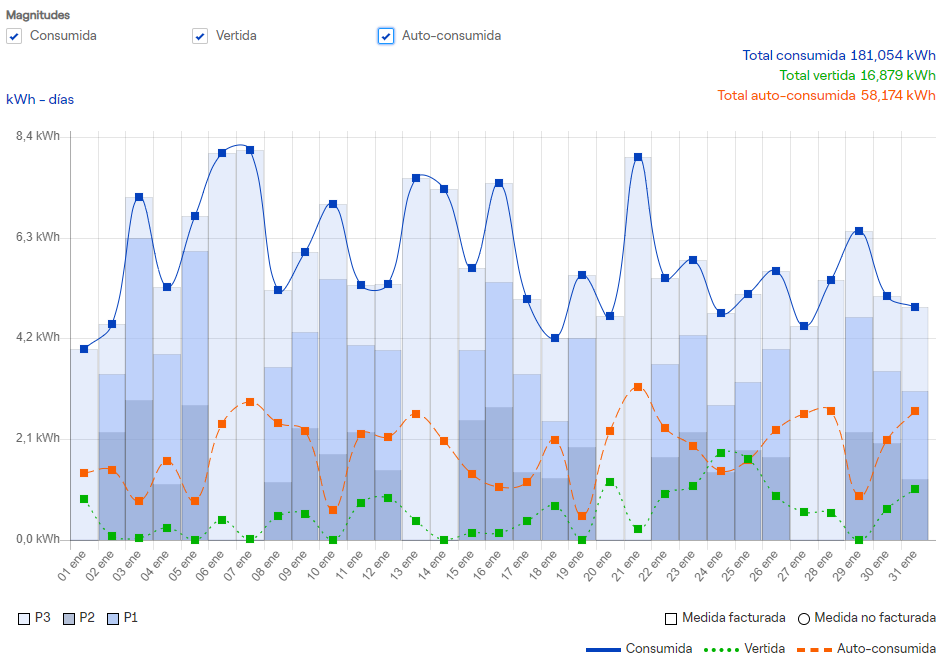 Magnitudes
Consumida Vertida Auto-consumida
Total consumida 181,054 kWh
Total vertida 16,879 kWh
kWh - días Total auto-consumida 58,174 kWh
8,4 kWh
6,3 kWh
4,2 kWh
2,1 kWh
0,0 kWh
01 ene 02 ene 03 ene 04 ene 05 ene 06 ene 07 ene 08 ene 09 ene 10 ene 11 ene 12 ene 13 ene 14 ene 15 ene 16 ene 17 ene 18 ene 19 ene 20 ene 21 ene 22 ene 23 ene 24 ene 25 ene 26 ene 27 ene 28 ene 29 ene 30 ene 31 ene
P3 P2 P1 Medida facturada Medida no facturada
Consumida Vertida Auto-consumida